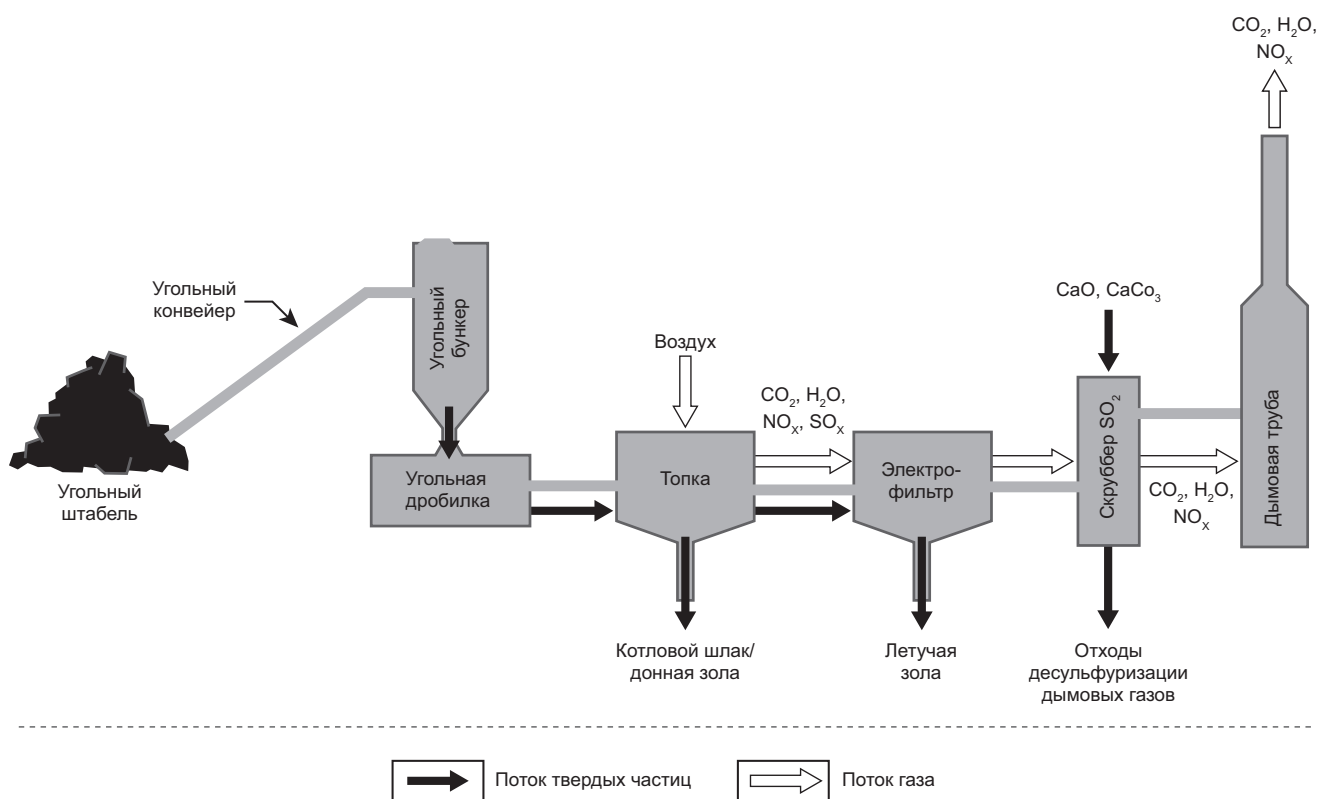 CO₂, H₂O,
NOₓ
Угольный
конвейер
Угольный
бункер
CaO, CaCo₃
Воздух
CO₂, H₂O,
NOₓ, SOₓ
Угольный
штабель
Угольная
дробилка
Топка
Электро-
фильтр
Скруббер SO₂
CO₂, H₂O,
NOₓ
Дымовая труба
Котловой шлак/
донная зола
Летучая
зола
Отходы
десульфуризации
дымовых газов
Поток твердых частиц
Поток газа